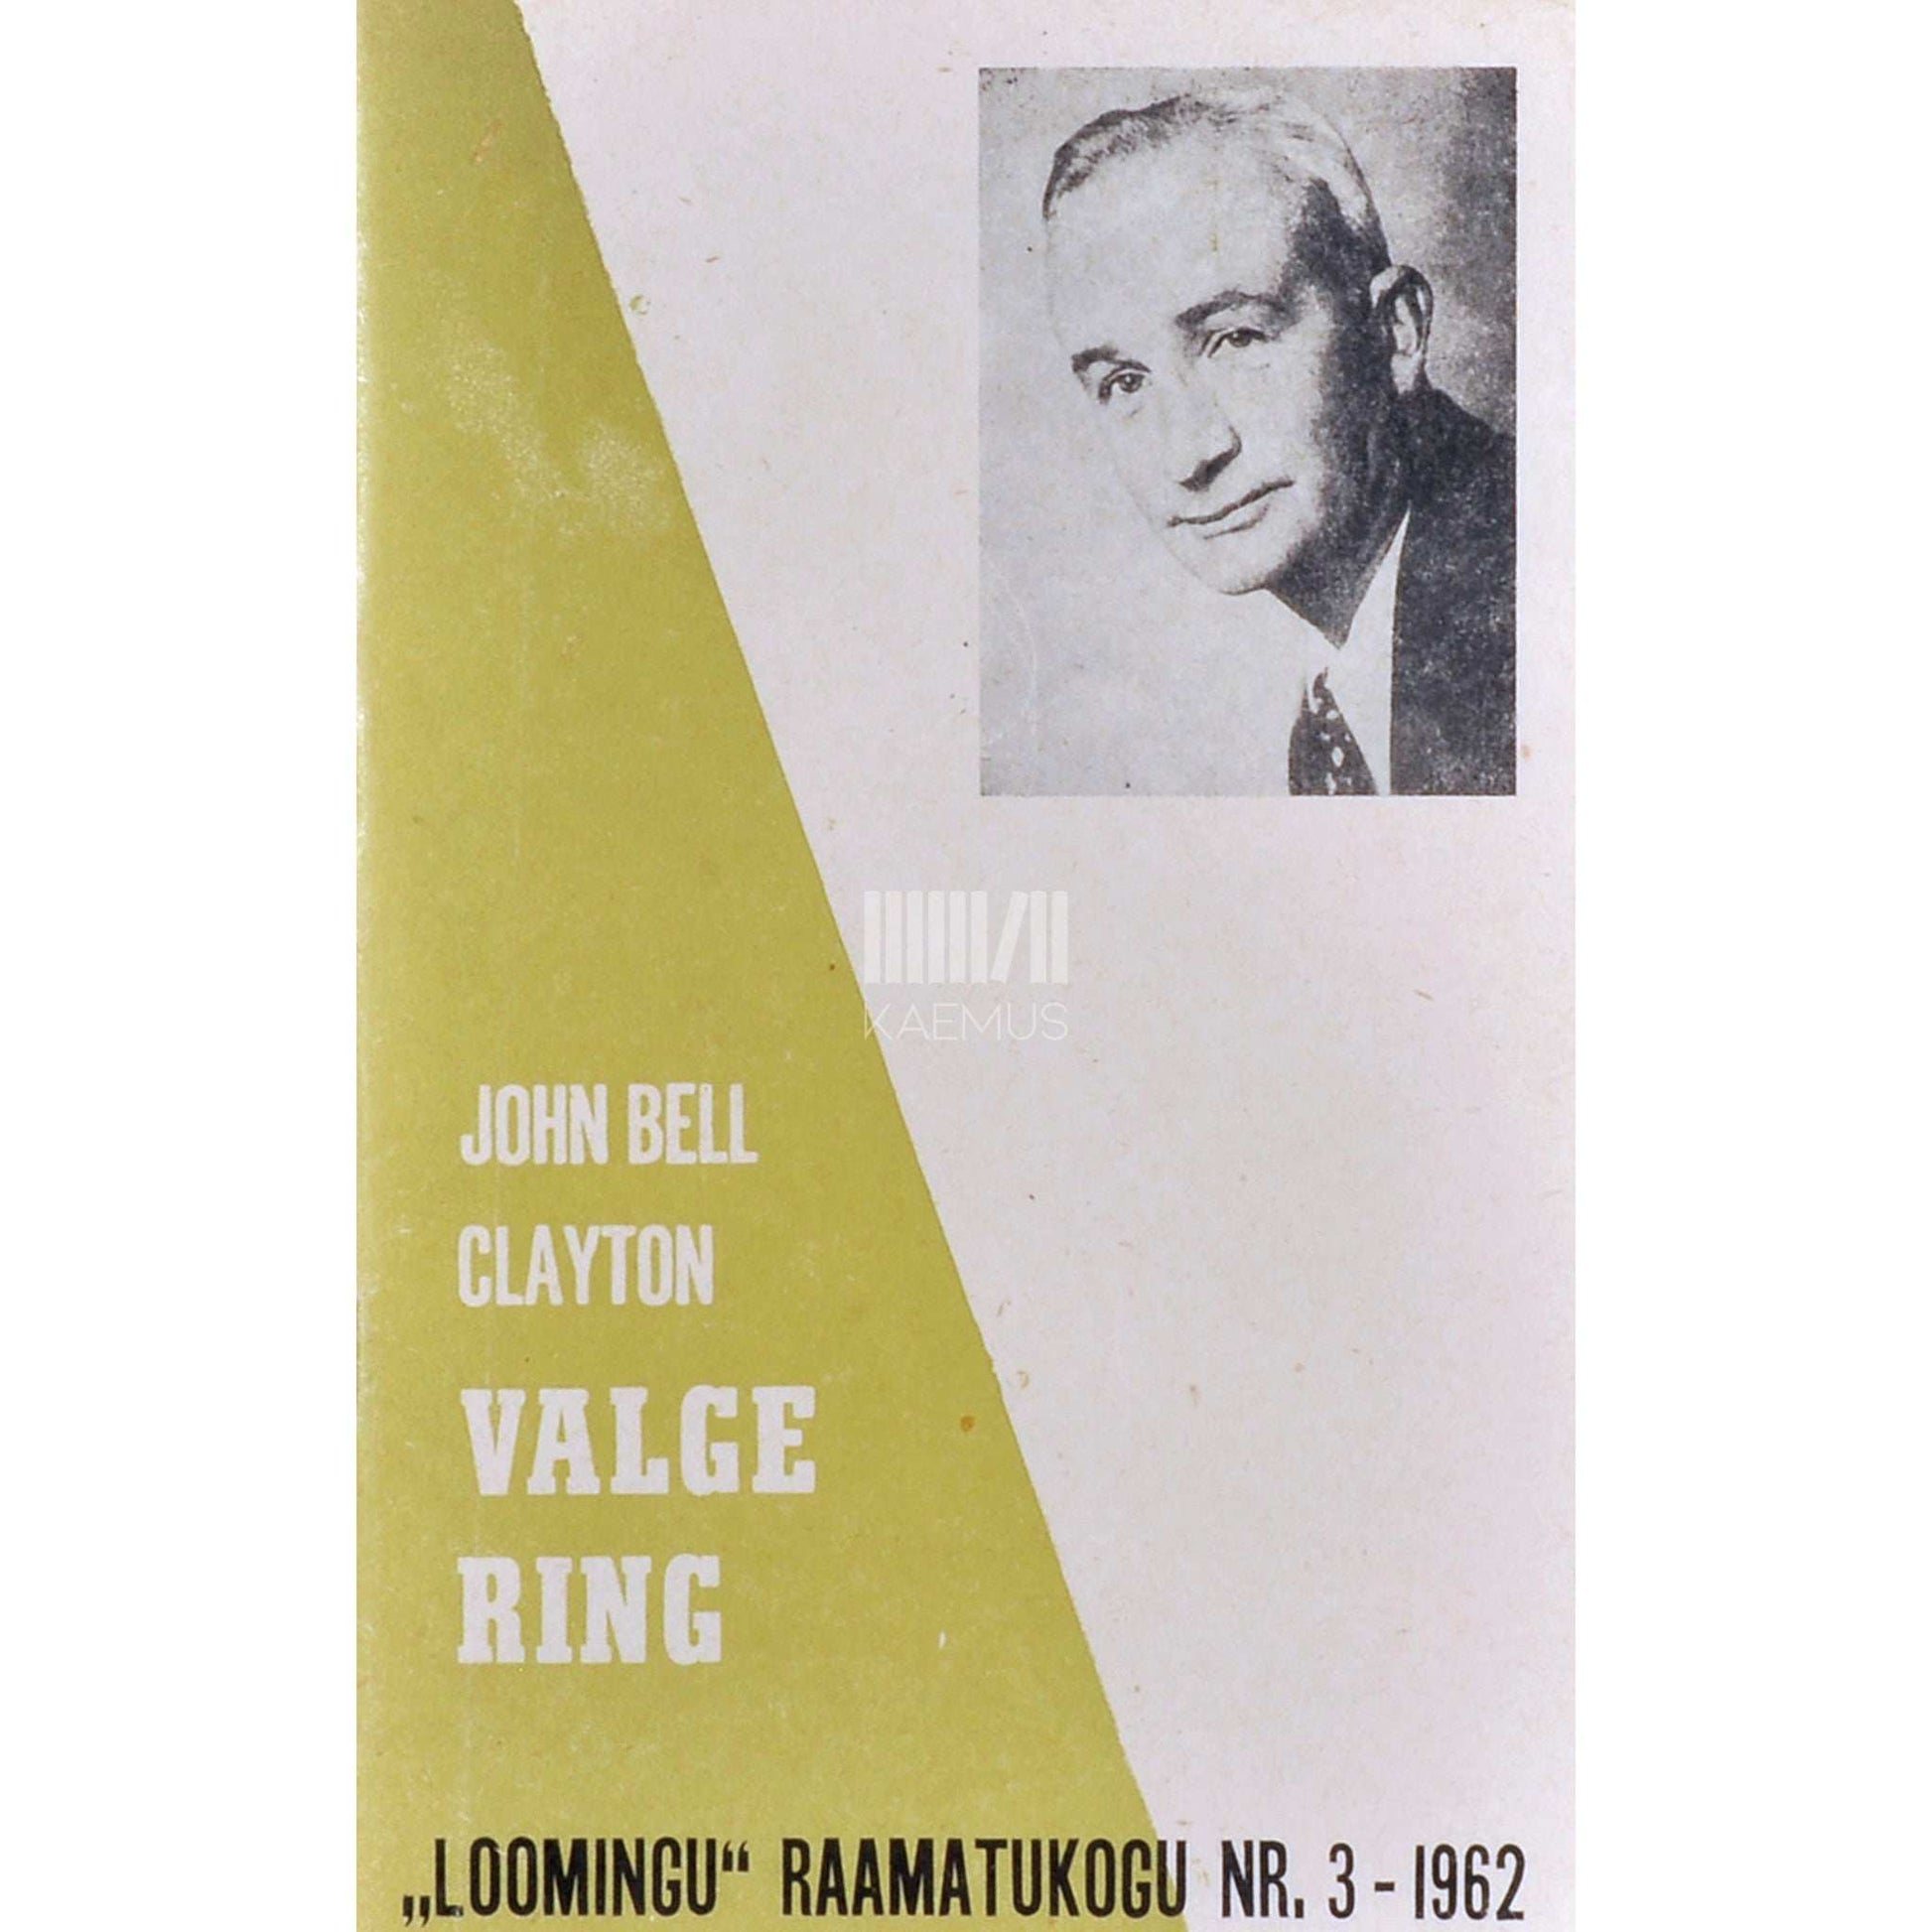 KAEMUS
JOHN BELL
CLAYTON
VALGE
RING
„LOOMINGU“ RAAMATUKOGU NR. 3 - 1962